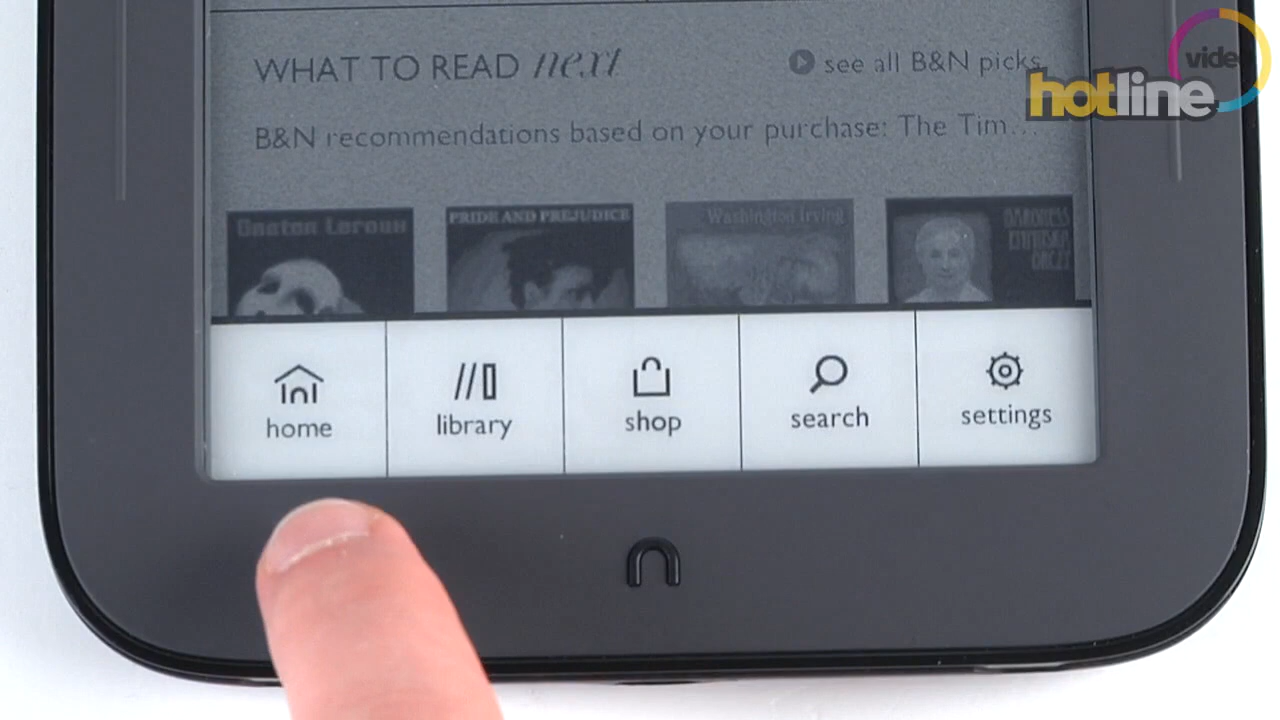 WHAT TO READ next
see all B&N picks
video
hotline
B&N recommendations based on your purchase: The Tim...
Gaston Leroux
PRIDE AND PREJUDICE
Washington Irving
home
library
shop
search
settings
n